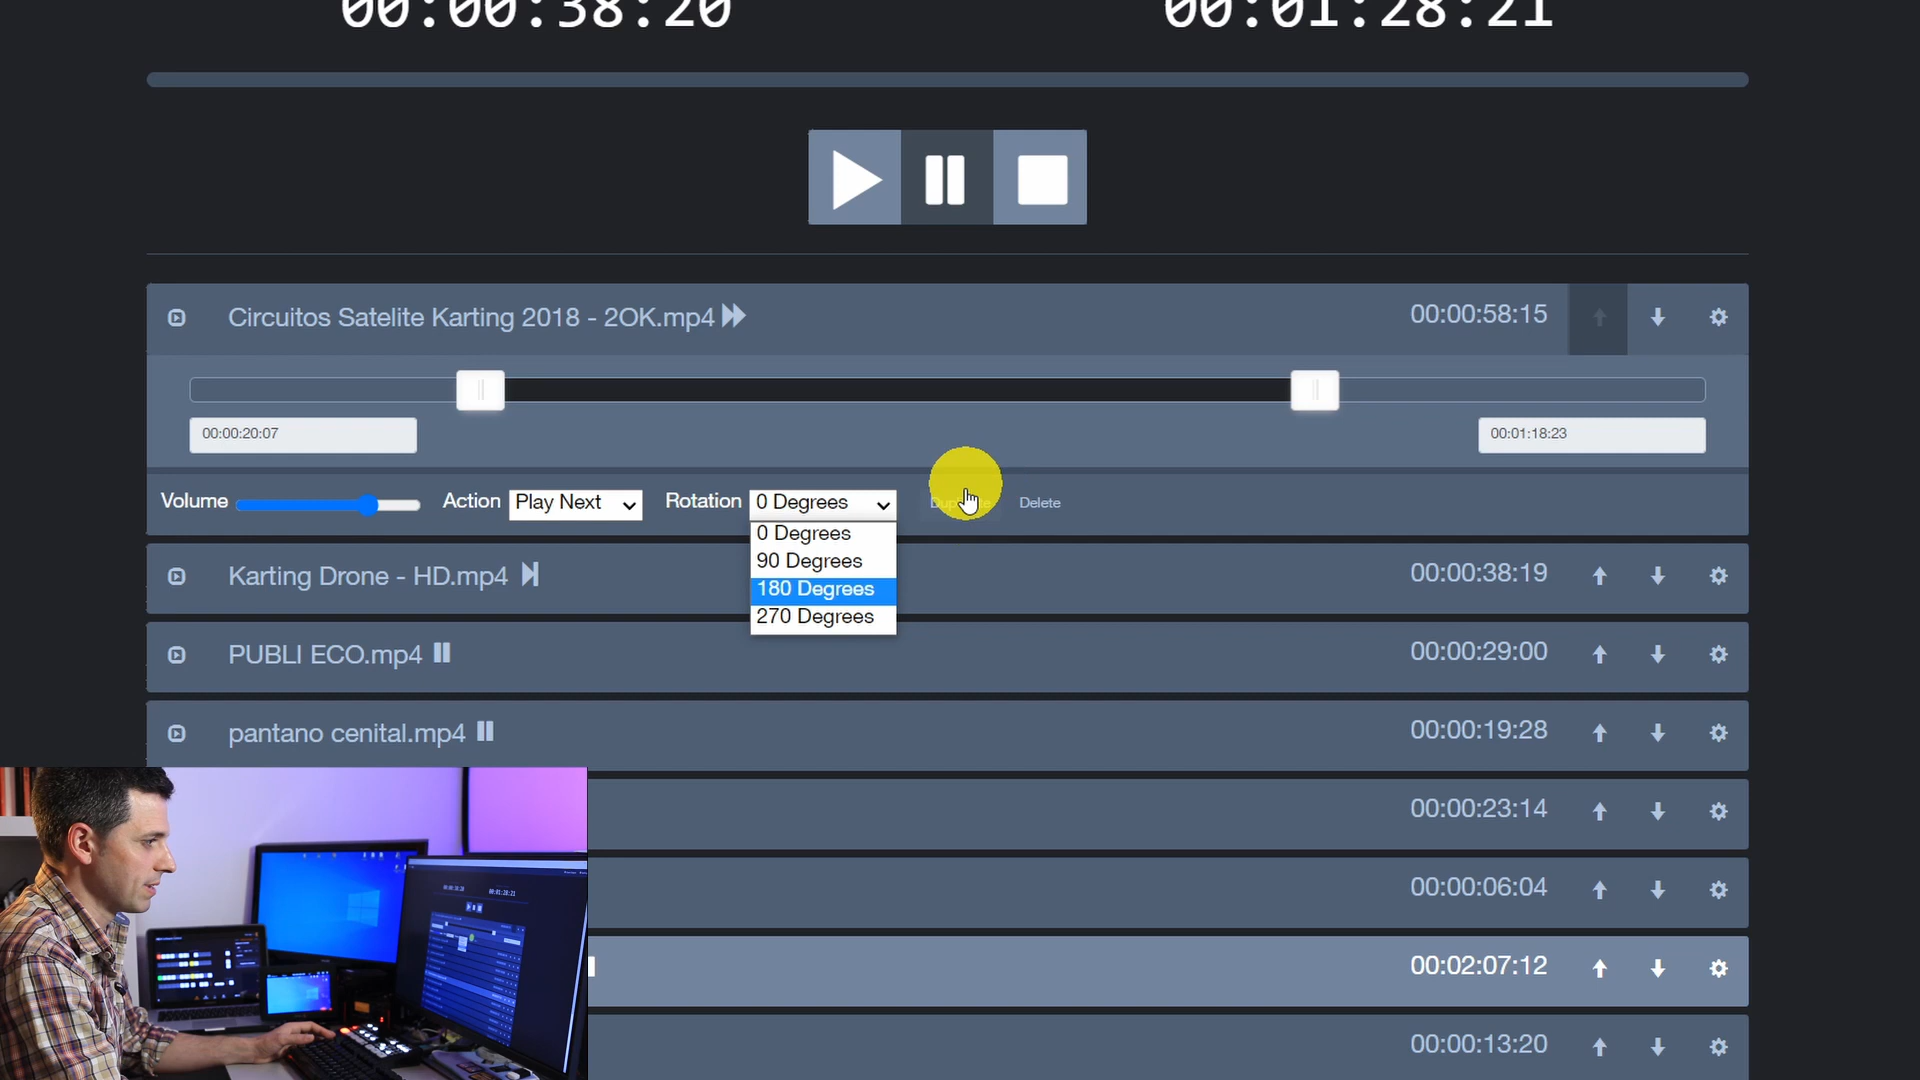 00:00:38:20
00:01:28:21
Circuitos Satelite Karting 2018 - 2OK.mp4
00:00:58:15
00:00:20:07
00:01:18:23
Volume
Action
Play Next
Rotation
0 Degrees
Delete
0 Degrees
90 Degrees
180 Degrees
270 Degrees
Karting Drone - HD.mp4
00:00:38:19
PUBLI ECO.mp4
00:00:29:00
pantano cenital.mp4
00:00:19:28
00:00:23:14
00:00:06:04
00:02:07:12
00:00:13:20